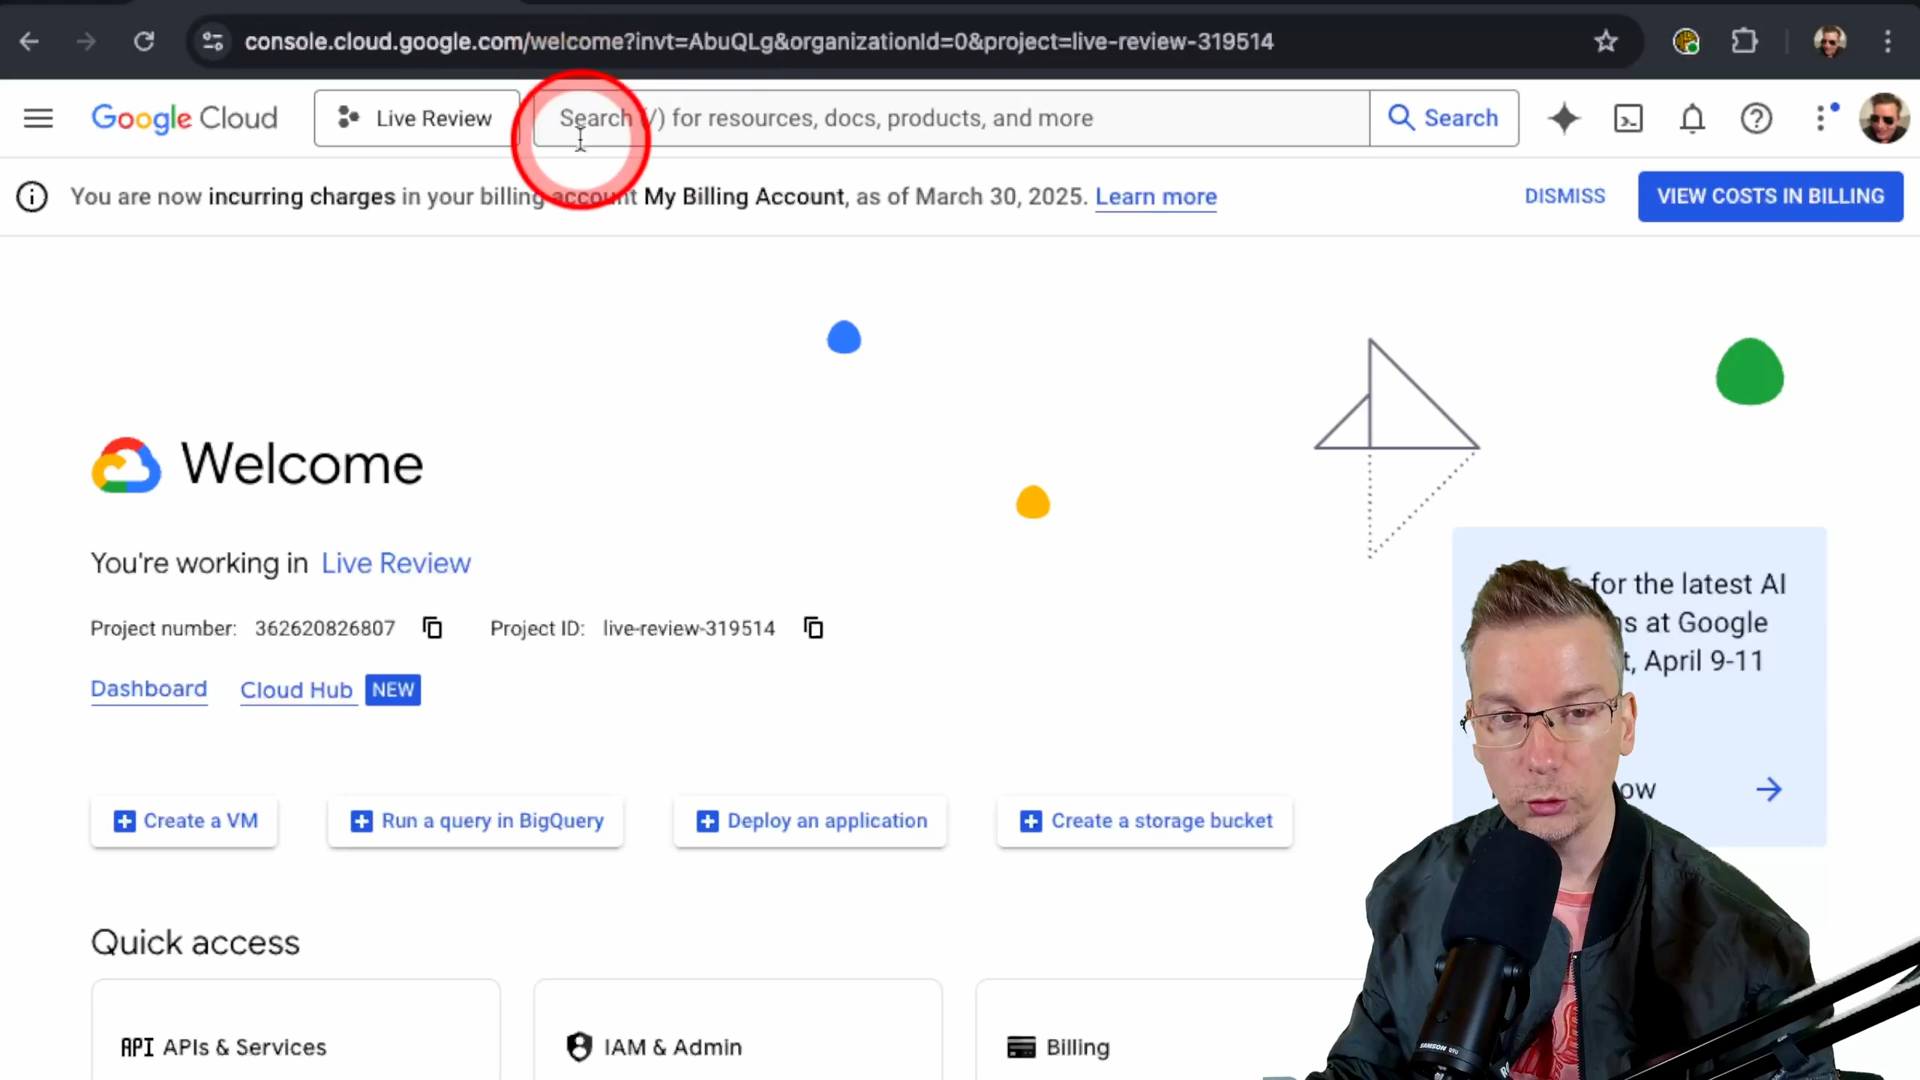 console.cloud.google.com/welcome?invt=AbuQLg&organizationId=0&project=live-review-319514
Google Cloud
Live Review
Search (/) for resources, docs, products, and more
Search
You are now incurring charges in your billing account My Billing Account, as of March 30, 2025. Learn more
DISMISS
VIEW COSTS IN BILLING
Welcome
You're working in Live Review
Project number: 362620826807
Project ID: live-review-319514
Dashboard
Cloud Hub NEW
for the latest AI
at Google
April 9-11
Create a VM
Run a query in BigQuery
Deploy an application
Create a storage bucket
Quick access
API APIs & Services
IAM & Admin
Billing
SAMSON Q9U